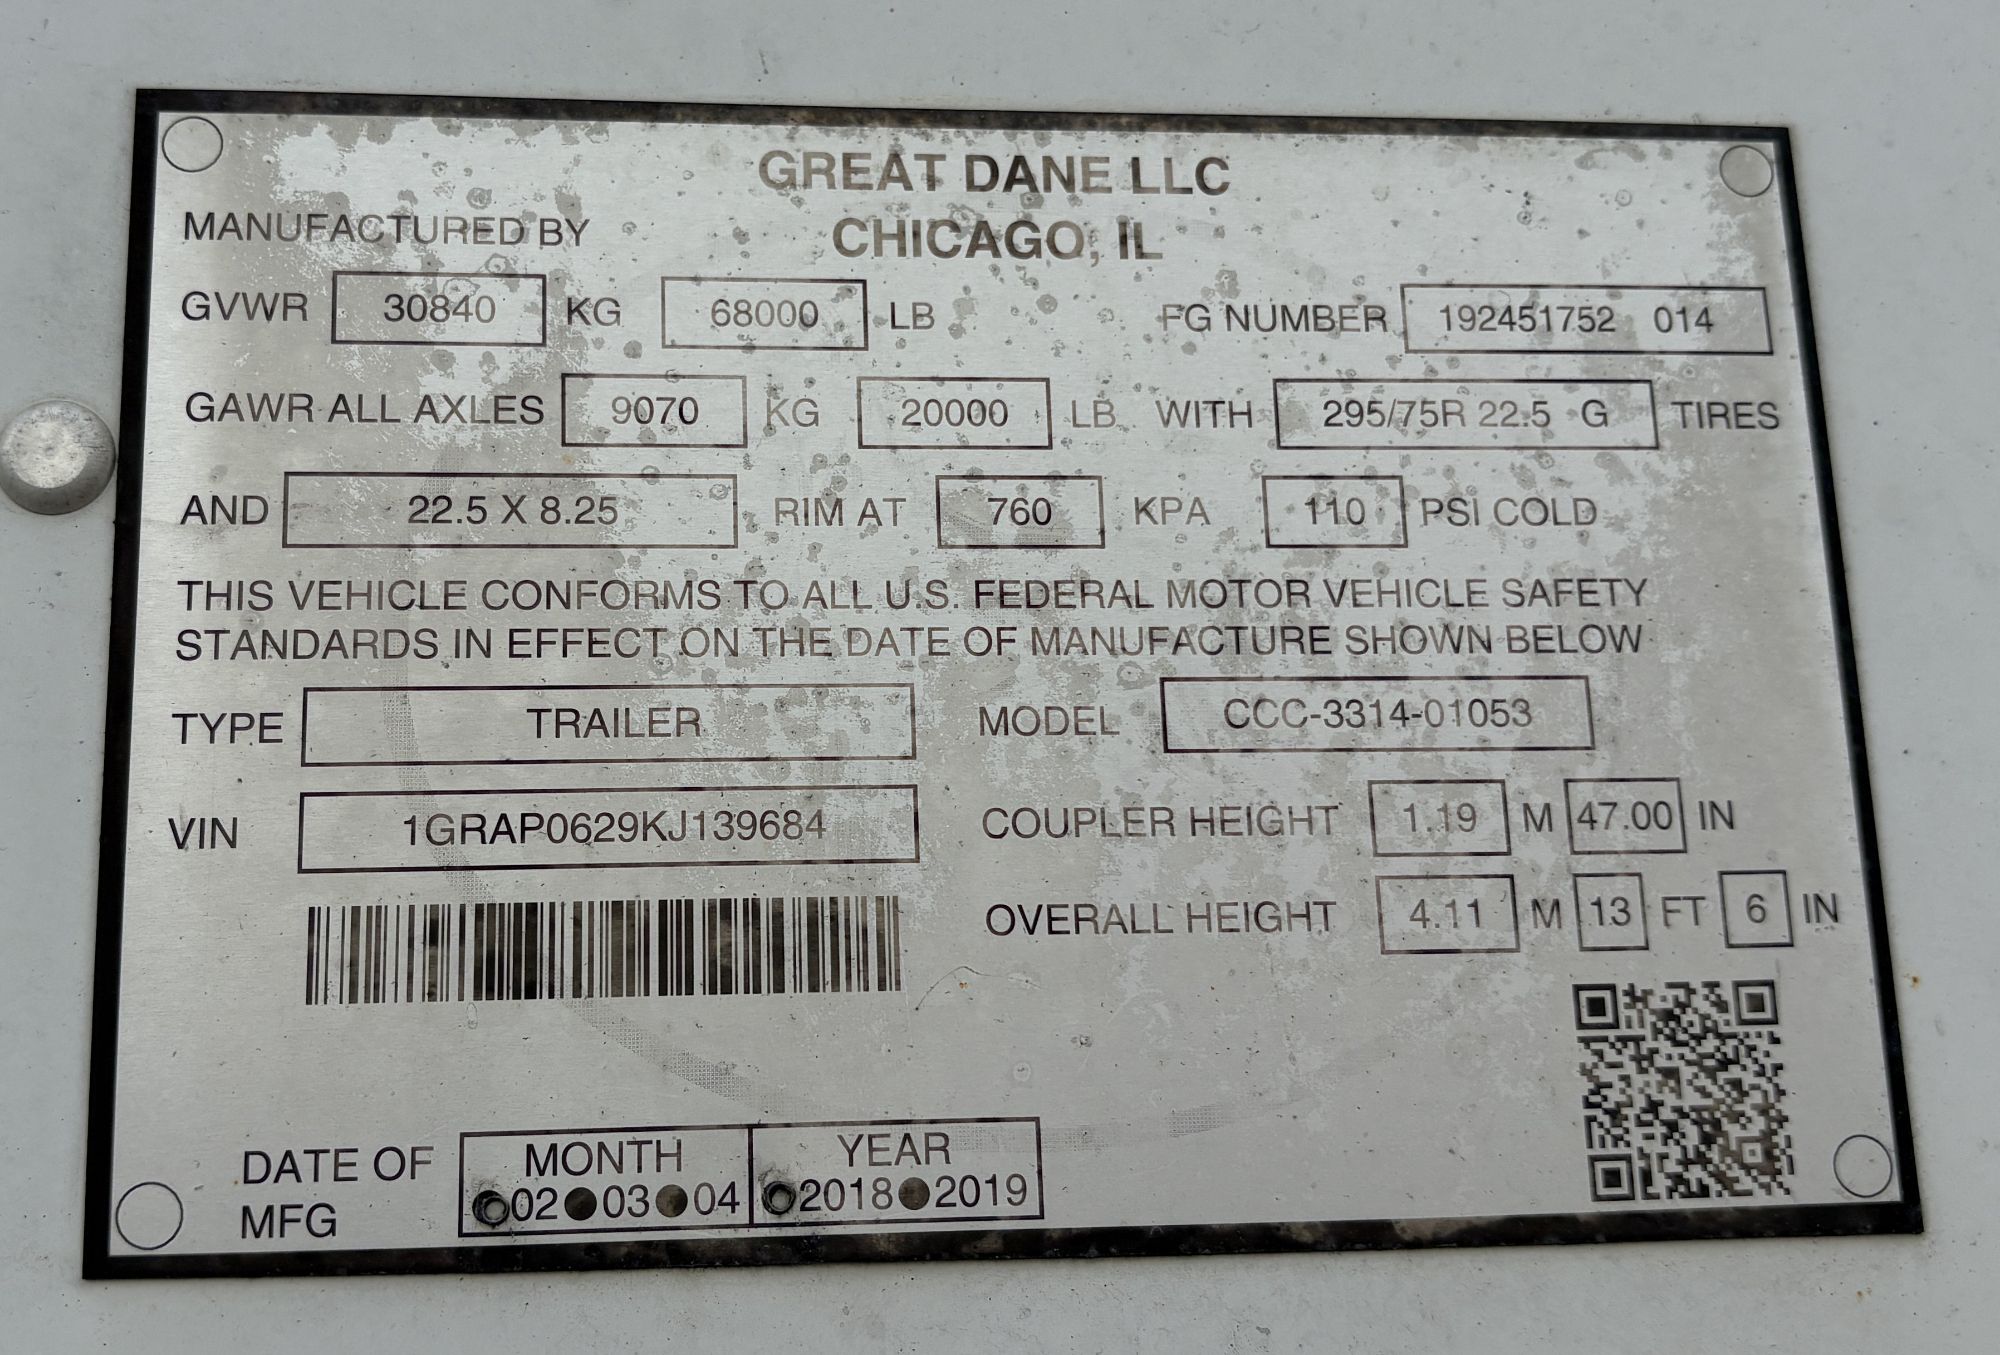 GREAT DANE LLC
MANUFACTURED BY CHICAGO, IL
GVWR 30840 KG 68000 LB FG NUMBER 192451752 014
GAWR ALL AXLES 9070 KG 20000 LB WITH 295/75R 22.5 G TIRES
AND 22.5 X 8.25 RIM AT 760 KPA 110 PSI COLD
THIS VEHICLE CONFORMS TO ALL U.S. FEDERAL MOTOR VEHICLE SAFETY
STANDARDS IN EFFECT ON THE DATE OF MANUFACTURE SHOWN BELOW
TYPE TRAILER MODEL CCC-3314-01053
VIN 1GRAP0629KJ139684 COUPLER HEIGHT 1.19 M 47.00 IN
OVERALL HEIGHT 4.11 M 13 FT 6 IN
DATE OF MONTH YEAR
MFG 02 03 04 2018 2019